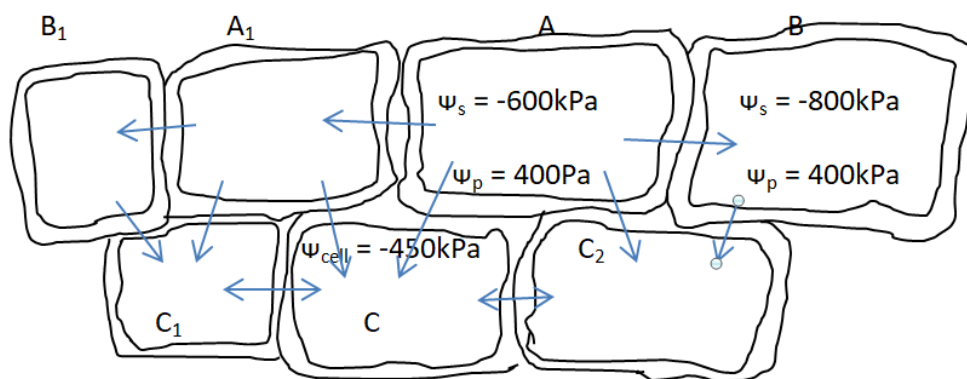 B₁ A₁ A B
Ψs = -600kPa Ψs = -800kPa
Ψp = 400Pa Ψp = 400kPa
Ψcell = -450kPa C₂
C₁ C